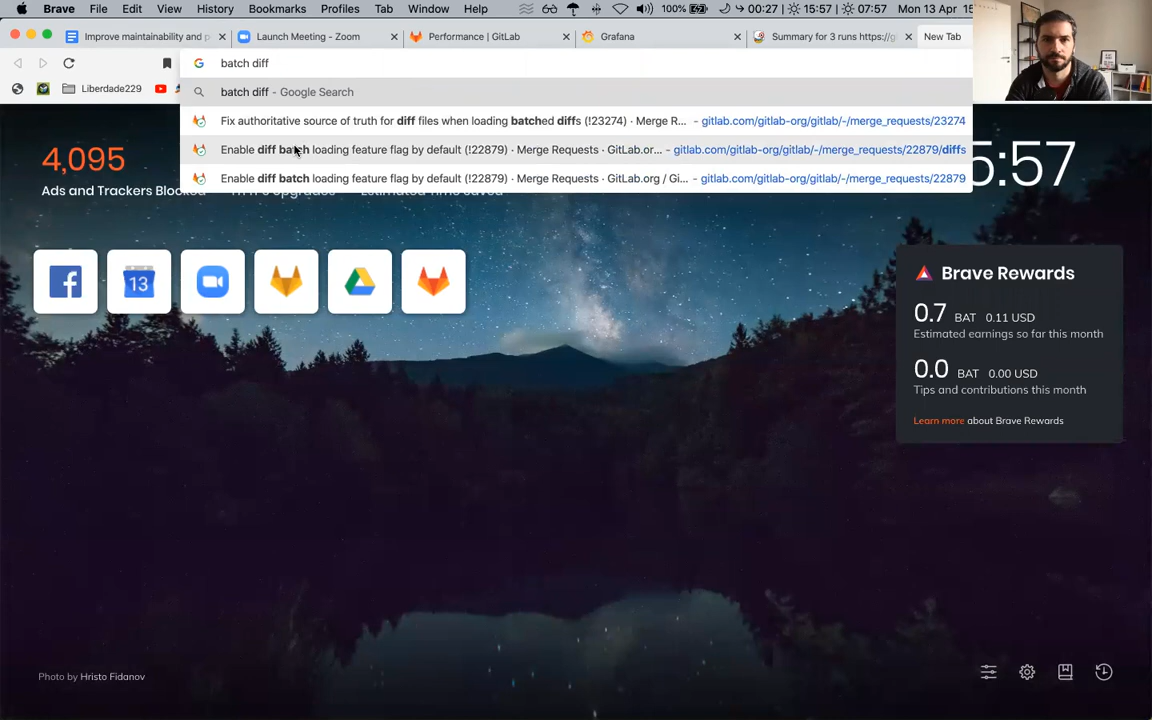 Brave File Edit View History Bookmarks Profiles Tab Window Help 100% 00:27 | 15:57 | 07:57 Mon 13 Apr 15
Improve maintainability and p
Launch Meeting - Zoom
Performance | GitLab
Grafana
Summary for 3 runs https://g
New Tab
batch diff
Liberdade229
batch diff - Google Search
Fix authoritative source of truth for diff files when loading batched diffs (!23274) · Merge R... - gitlab.com/gitlab-org/gitlab/-/merge_requests/23274
Enable diff batch loading feature flag by default (!22879) · Merge Requests · GitLab.or... - gitlab.com/gitlab-org/gitlab/-/merge_requests/22879/diffs
Enable diff batch loading feature flag by default (!22879) · Merge Requests · GitLab.org / Gi... - gitlab.com/gitlab-org/gitlab/-/merge_requests/22879
4,095
Ads and Trackers Blocked
HTTPS Upgrades
Estimated Time Saved
5:57
13
Brave Rewards
0.7 BAT 0.11 USD
Estimated earnings so far this month
0.0 BAT 0.00 USD
Tips and contributions this month
Learn more about Brave Rewards
Photo by Hristo Fidanov